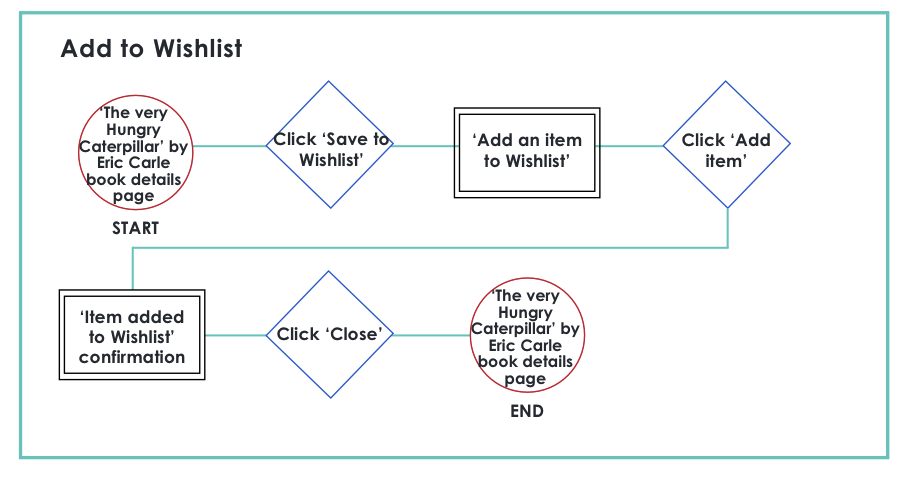 Add to Wishlist
‘The very
Hungry
Caterpillar’ by
Eric Carle
book details
page
START
Click ‘Save to
Wishlist’
‘Add an item
to Wishlist’
Click ‘Add
item’
‘Item added
to Wishlist’
confirmation
Click ‘Close’
‘The very
Hungry
Caterpillar’ by
Eric Carle
book details
page
END